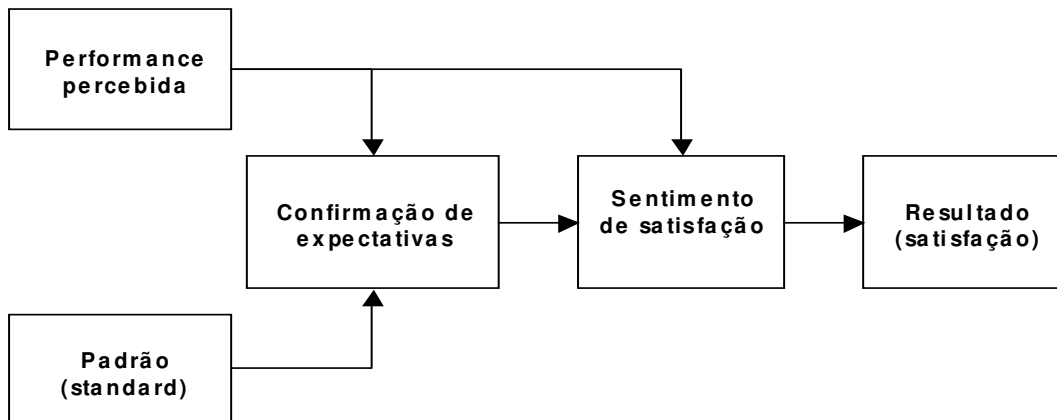 Performance
percebida
Confirmação de
expectativas
Sentimento
de satisfação
Resultado
(satisfação)
Padrão
(standard)